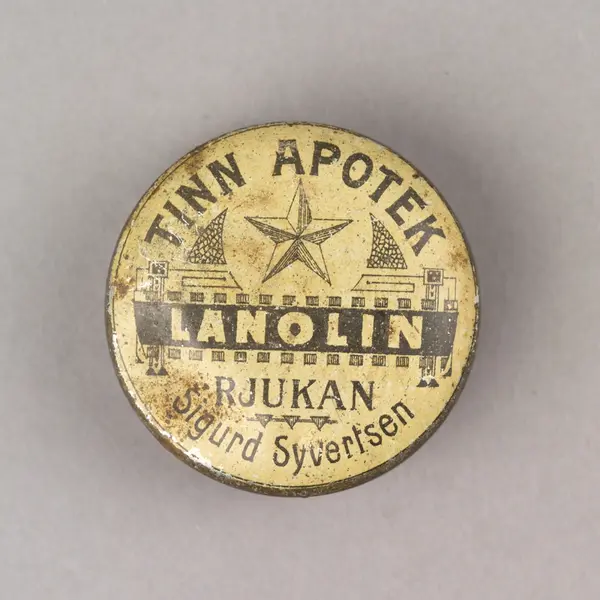 TINN APOTEK
LANOLIN
RJUKAN
Sigurd Syvertsen